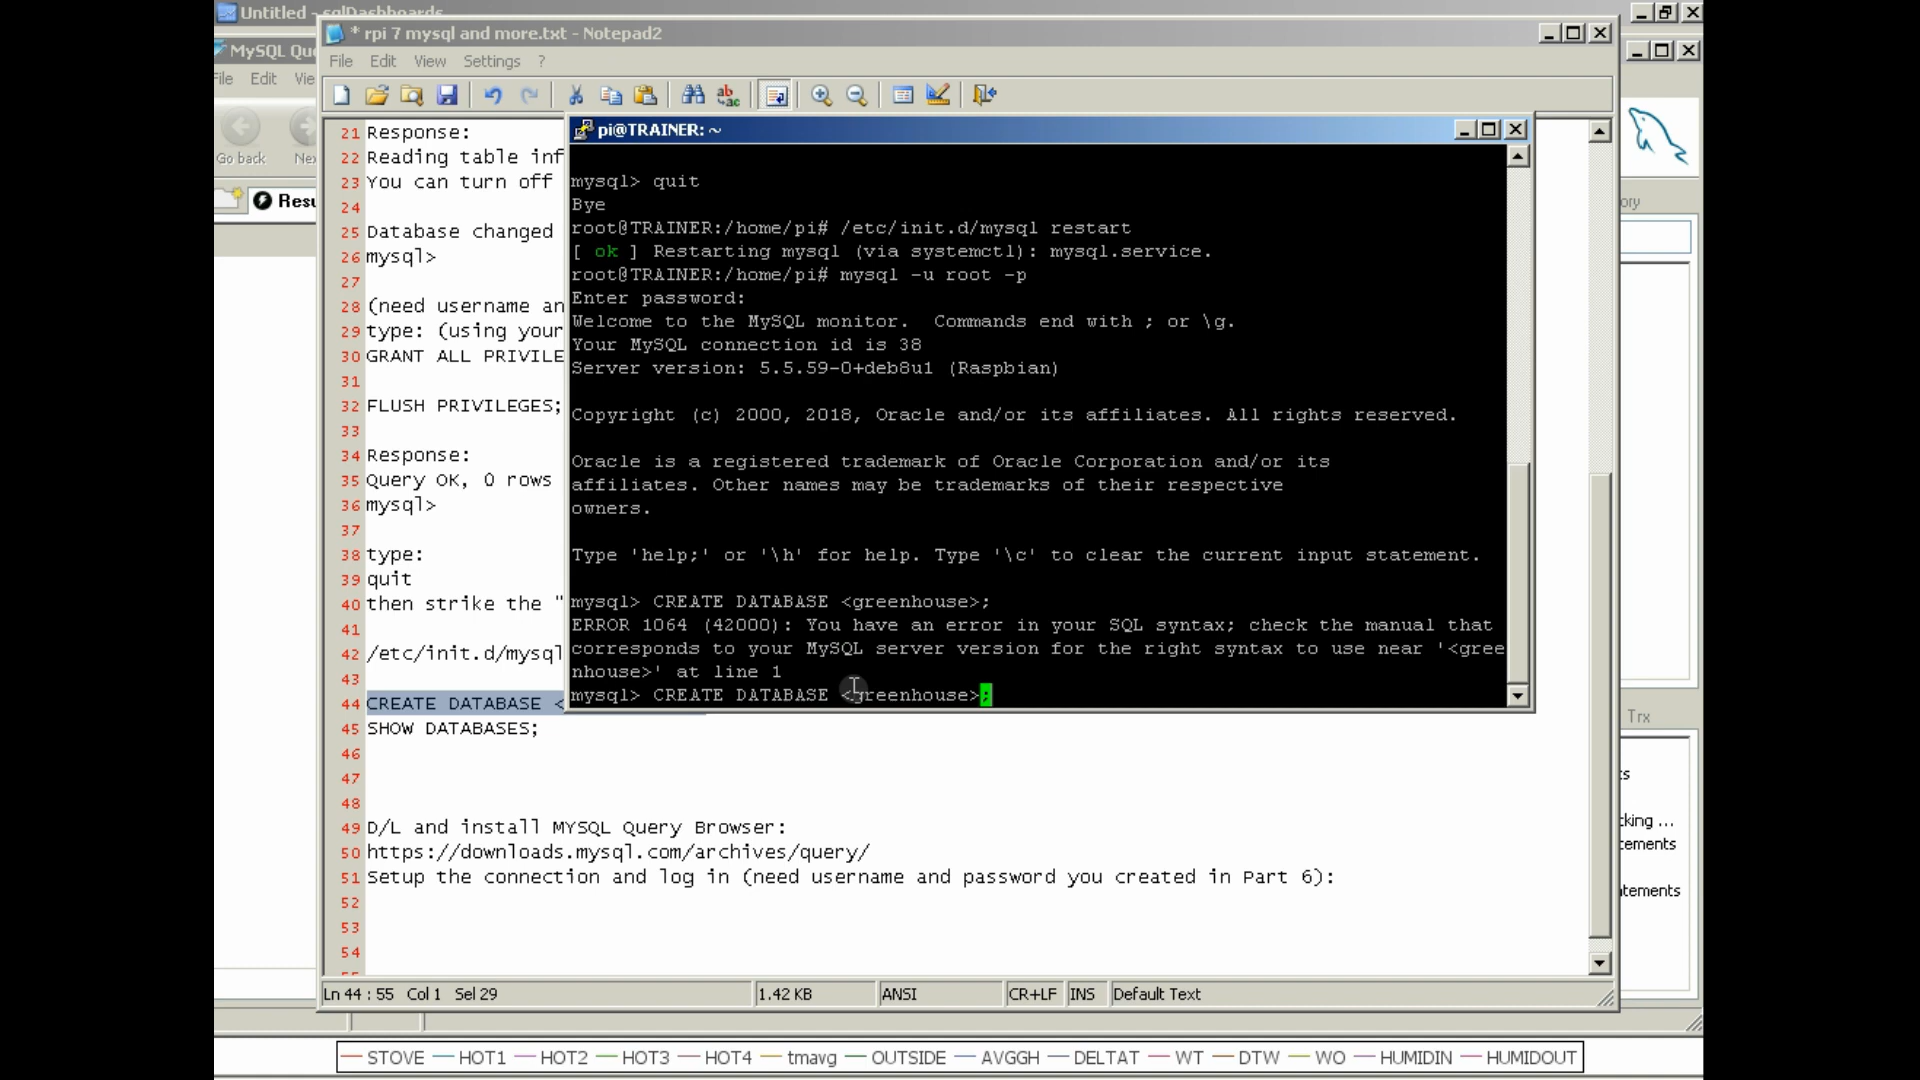 Untitled - sqlDashboards
MySQL Que
File Edit Vie
Go back Nex
Resu
* rpi 7 mysql and more.txt - Notepad2
File Edit View Settings ?
21 Response:
22 Reading table inf
23 You can turn off
24
25 Database changed
26 mysql>
27
28 (need username an
29 type: (using your
30 GRANT ALL PRIVILE
31
32 FLUSH PRIVILEGES;
33
34 Response:
35 Query OK, 0 rows
36 mysql>
37
38 type:
39 quit
40 then strike the "
41
42 /etc/init.d/mysql
43
44 CREATE DATABASE <
45 SHOW DATABASES;
46
47
48
49 D/L and install MYSQL Query Browser:
50 https://downloads.mysql.com/archives/query/
51 Setup the connection and log in (need username and password you created in Part 6):
52
53
54
pi@TRAINER: ~
mysql> quit
Bye
root@TRAINER:/home/pi# /etc/init.d/mysql restart
[ ok ] Restarting mysql (via systemctl): mysql.service.
root@TRAINER:/home/pi# mysql -u root -p
Enter password:
Welcome to the MySQL monitor.  Commands end with ; or \g.
Your MySQL connection id is 38
Server version: 5.5.59-0+deb8u1 (Raspbian)
Copyright (c) 2000, 2018, Oracle and/or its affiliates. All rights reserved.
Oracle is a registered trademark of Oracle Corporation and/or its
affiliates. Other names may be trademarks of their respective
owners.
Type 'help;' or '\h' for help. Type '\c' to clear the current input statement.
mysql> CREATE DATABASE <greenhouse>;
ERROR 1064 (42000): You have an error in your SQL syntax; check the manual that
corresponds to your MySQL server version for the right syntax to use near '<gree
nhouse>' at line 1
mysql> CREATE DATABASE <greenhouse>;
ory
Trx
ts
cking ...
tements
atements
Ln 44 : 55 Col 1 Sel 29 1.42 KB ANSI CR+LF INS Default Text
STOVE HOT1 HOT2 HOT3 HOT4 tmavg OUTSIDE AVGGH DELTAT WT DTW WO HUMIDIN HUMIDOUT